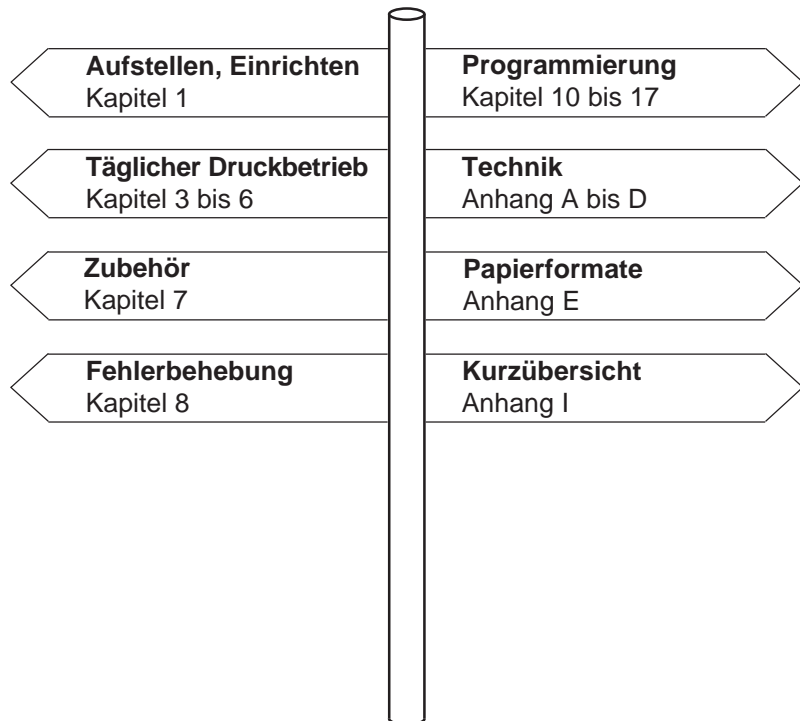 Aufstellen, Einrichten
Kapitel 1
Täglicher Druckbetrieb
Kapitel 3 bis 6
Zubehör
Kapitel 7
Fehlerbehebung
Kapitel 8
Programmierung
Kapitel 10 bis 17
Technik
Anhang A bis D
Papierformate
Anhang E
Kurzübersicht
Anhang I